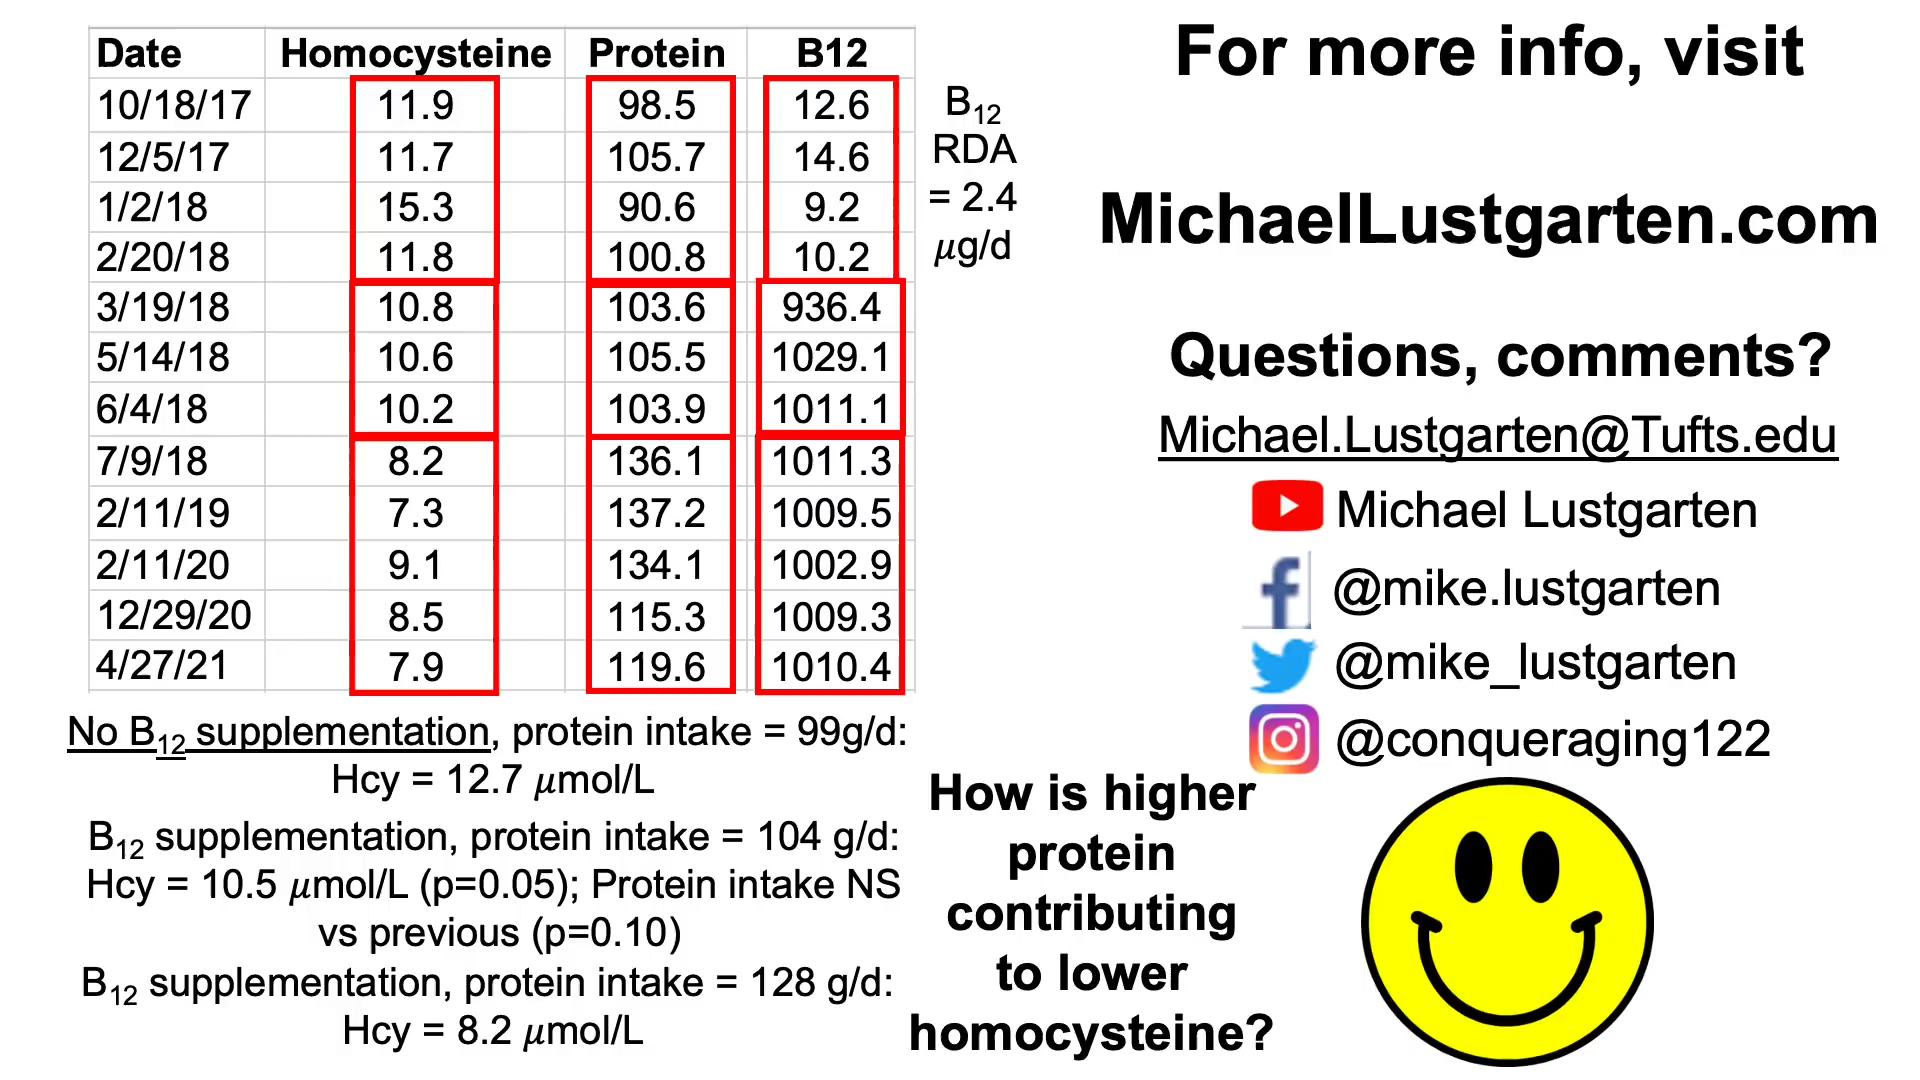 Date Homocysteine Protein B12
10/18/17 11.9 98.5 12.6
12/5/17 11.7 105.7 14.6
1/2/18 15.3 90.6 9.2
2/20/18 11.8 100.8 10.2
3/19/18 10.8 103.6 936.4
5/14/18 10.6 105.5 1029.1
6/4/18 10.2 103.9 1011.1
7/9/18 8.2 136.1 1011.3
2/11/19 7.3 137.2 1009.5
2/11/20 9.1 134.1 1002.9
12/29/20 8.5 115.3 1009.3
4/27/21 7.9 119.6 1010.4
B₁₂
RDA
= 2.4
μg/d
No B₁₂ supplementation, protein intake = 99g/d:
Hcy = 12.7 μmol/L
B₁₂ supplementation, protein intake = 104 g/d:
Hcy = 10.5 μmol/L (p=0.05); Protein intake NS
vs previous (p=0.10)
B₁₂ supplementation, protein intake = 128 g/d:
Hcy = 8.2 μmol/L
How is higher
protein
contributing
to lower
homocysteine?
For more info, visit
MichaelLustgarten.com
Questions, comments?
Michael.Lustgarten@Tufts.edu
Michael Lustgarten
@mike.lustgarten
@mike_lustgarten
@conqueraging122